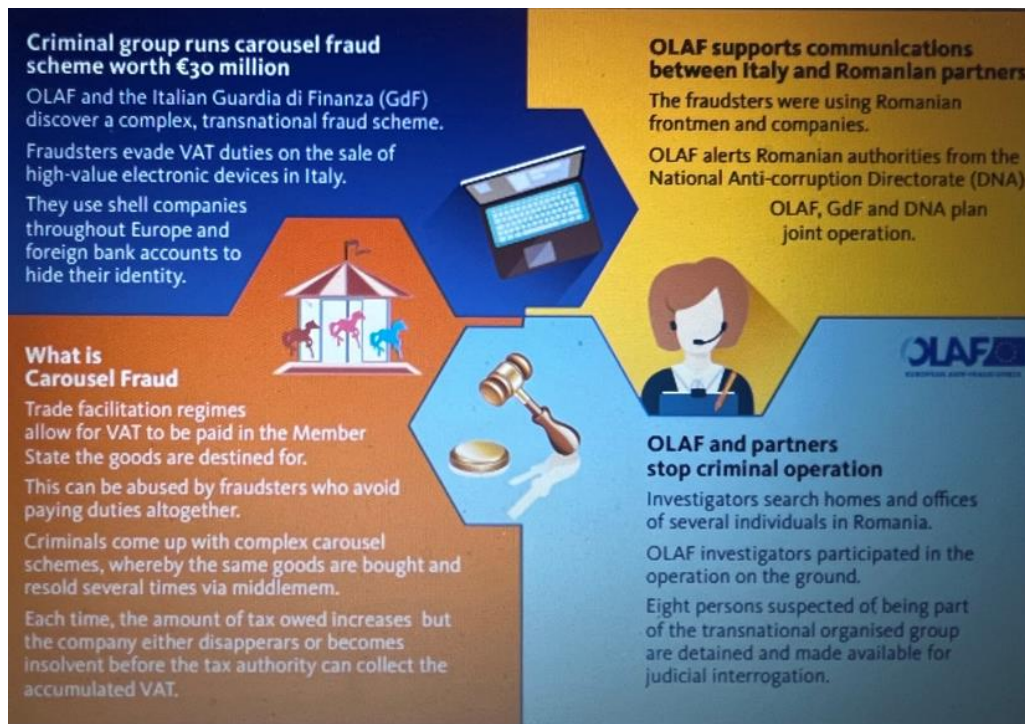 Criminal group runs carousel fraud
scheme worth €30 million
OLAF and the Italian Guardia di Finanza (GdF)
discover a complex, transnational fraud scheme.
Fraudsters evade VAT duties on the sale of
high-value electronic devices in Italy.
They use shell companies
throughout Europe and
foreign bank accounts to
hide their identity.
What is
Carousel Fraud
Trade facilitation regimes
allow for VAT to be paid in the Member
State the goods are destined for.
This can be abused by fraudsters who avoid
paying duties altogether.
Criminals come up with complex carousel
schemes, whereby the same goods are bought and
resold several times via middlemem.
Each time, the amount of tax owed increases but
the company either disapperars or becomes
insolvent before the tax authority can collect the
accumulated VAT.
OLAF supports communications
between Italy and Romanian partners
The fraudsters were using Romanian
frontmen and companies.
OLAF alerts Romanian authorities from the
National Anti-corruption Directorate (DNA)
OLAF, GdF and DNA plan
joint operation.
OLAF
EUROPEAN ANTI-FRAUD OFFICE
OLAF and partners
stop criminal operation
Investigators search homes and offices
of several individuals in Romania.
OLAF investigators participated in the
operation on the ground.
Eight persons suspected of being part
of the transnational organised group
are detained and made available for
judicial interrogation.